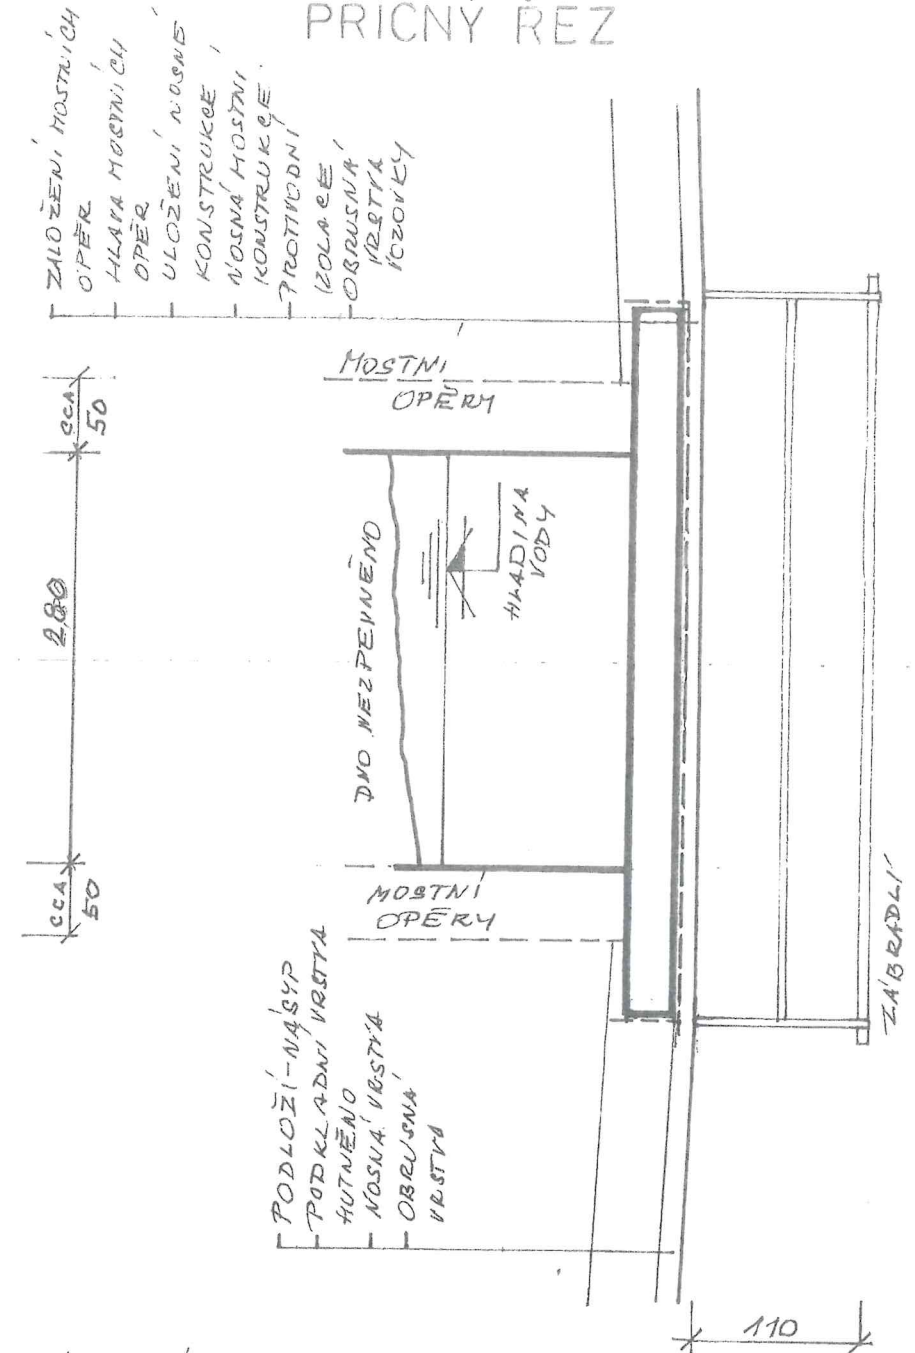 PŘÍČNÝ ŘEZ
ZALOŽENÍ MOSTNÍCH
OPĚR
HLAVA MOSTNÍCH
OPĚR
ULOŽENÍ NOSNÉ
KONSTRUKCE
NOSNÁ MOSTNÍ
KONSTRUKCE
PROTIVODNÍ
IZOLACE
OBRUSNÁ
VRSTVA
VOZOVKY
CCA
50
280
CCA
50
MOSTNÍ
OPĚRY
DNO NEZPEVNĚNO
HLADINA
VODY
MOSTNÍ
OPĚRY
PODLOŽÍ-NÁSYP
PODKLADNÍ VRSTVA
HUTNĚNO
NOSNÁ VRSTVA
OBRUSNÁ
VRSTVA
ZÁBRADLÍ
110